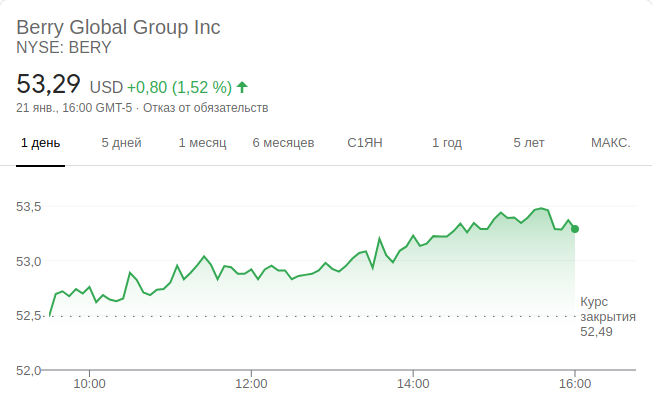 Berry Global Group Inc
NYSE: BERY
53,29 USD +0,80 (1,52 %)
21 янв., 16:00 GMT-5 · Отказ от обязательств
1 день 5 дней 1 месяц 6 месяцев С1ЯН 1 год 5 лет МАКС.
53,5
53,0
52,5
Курс
закрытия
52,49
52,0
10:00 12:00 14:00 16:00